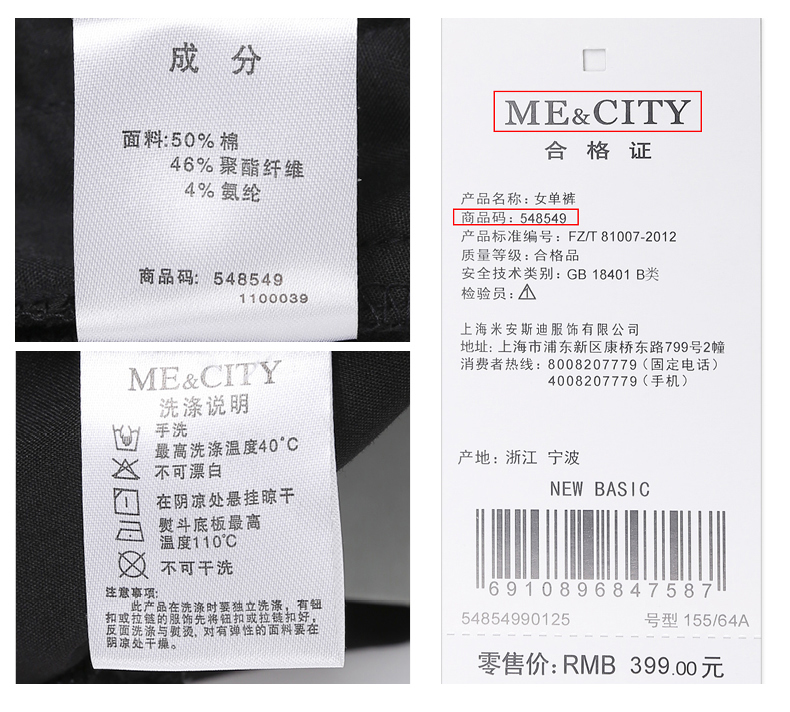 成 分
面料:50% 棉
46% 聚酯纤维
4% 氨纶
商品码: 548549
1100039
ME&CITY
洗涤说明
手洗
最高洗涤温度40°C
不可漂白
在阴凉处悬挂晾干
熨斗底板最高
温度110℃
不可干洗
注意事项:
此产品在洗涤时要独立洗涤，有钮
扣或拉链的服饰先将钮扣或拉链扣好，
反面洗涤与熨烫，对有弹性的面料要在
阴凉处干燥。
ME&CITY
合 格 证
产品名称: 女单裤
商品码: 548549
产品标准编号: FZ/T 81007-2012
质量等级: 合格品
安全技术类别: GB 18401 B类
检验员: 1
上海米安斯迪服饰有限公司
地址: 上海市浦东新区康桥东路799号2幢
消费者热线: 8008207779（固定电话）
4008207779（手机）
产地: 浙江 宁波
NEW BASIC
6910896847587
54854990125 号型 155/64A
零售价: RMB 399.00 元